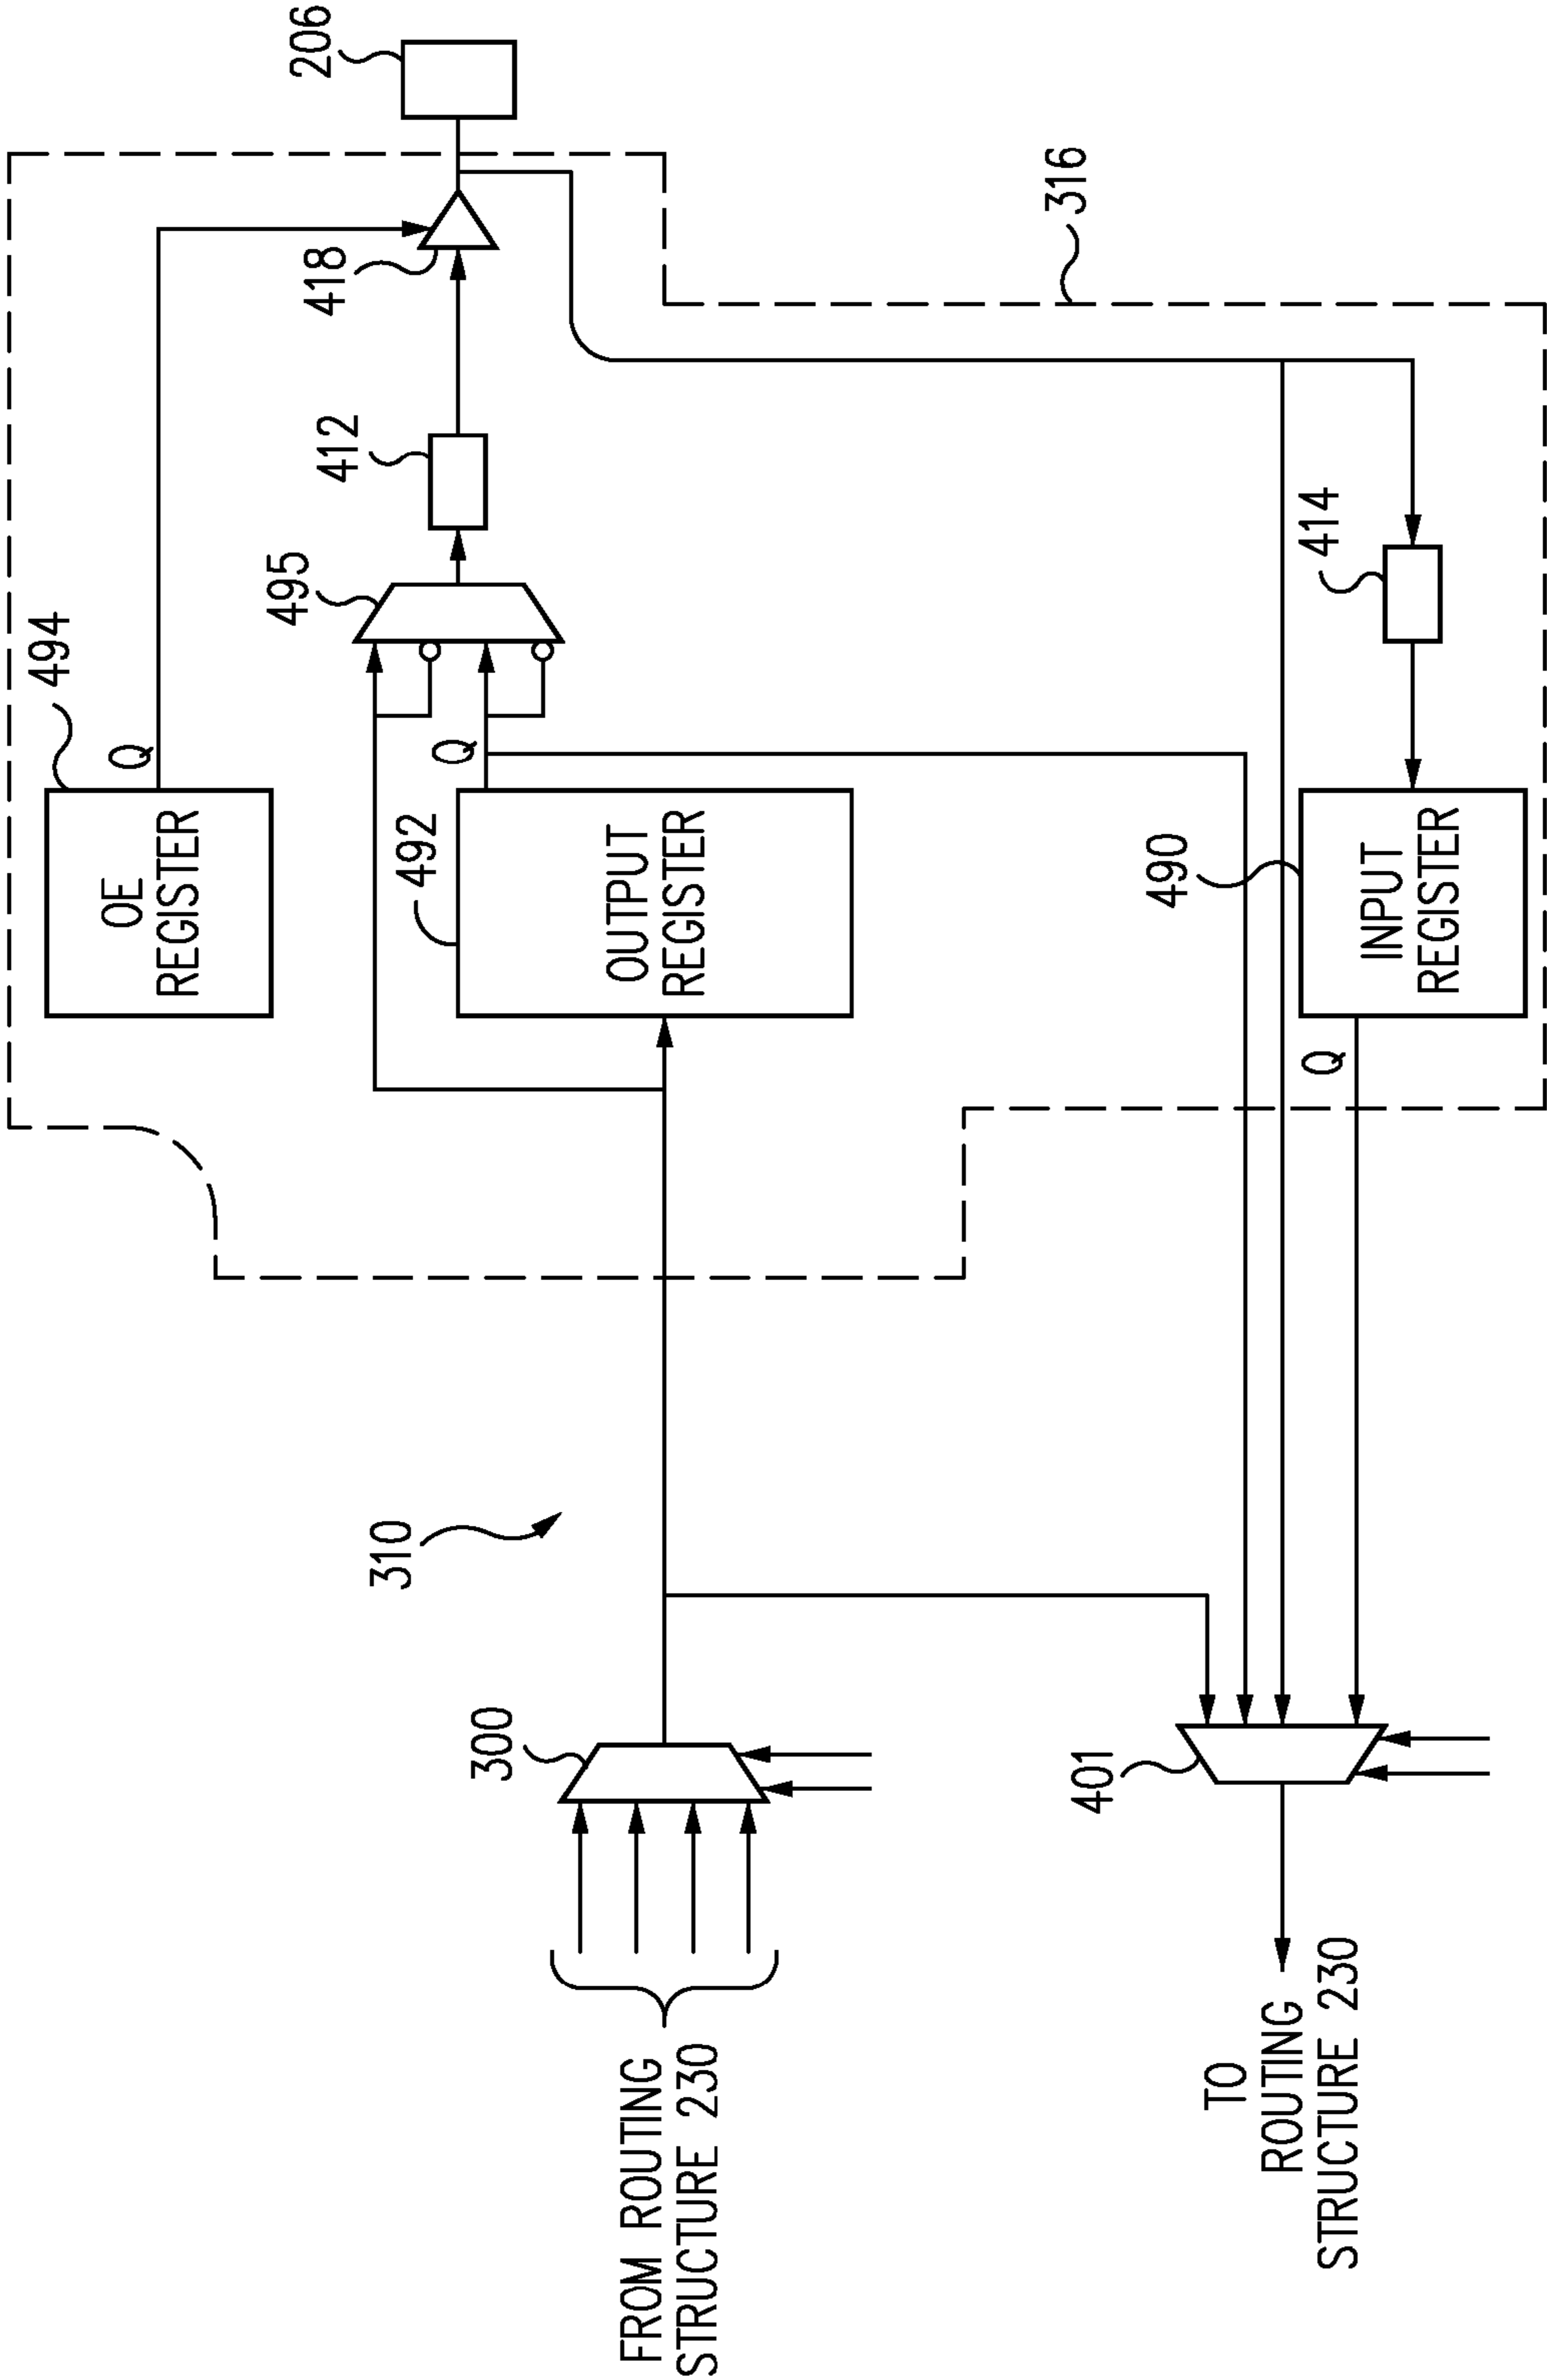 494
OE
REGISTER
Q
418
206
495
412
492
Q
OUTPUT
REGISTER
310
300
FROM ROUTING
STRUCTURE 230
316
414
490
INPUT
REGISTER
Q
401
TO
ROUTING
STRUCTURE 230